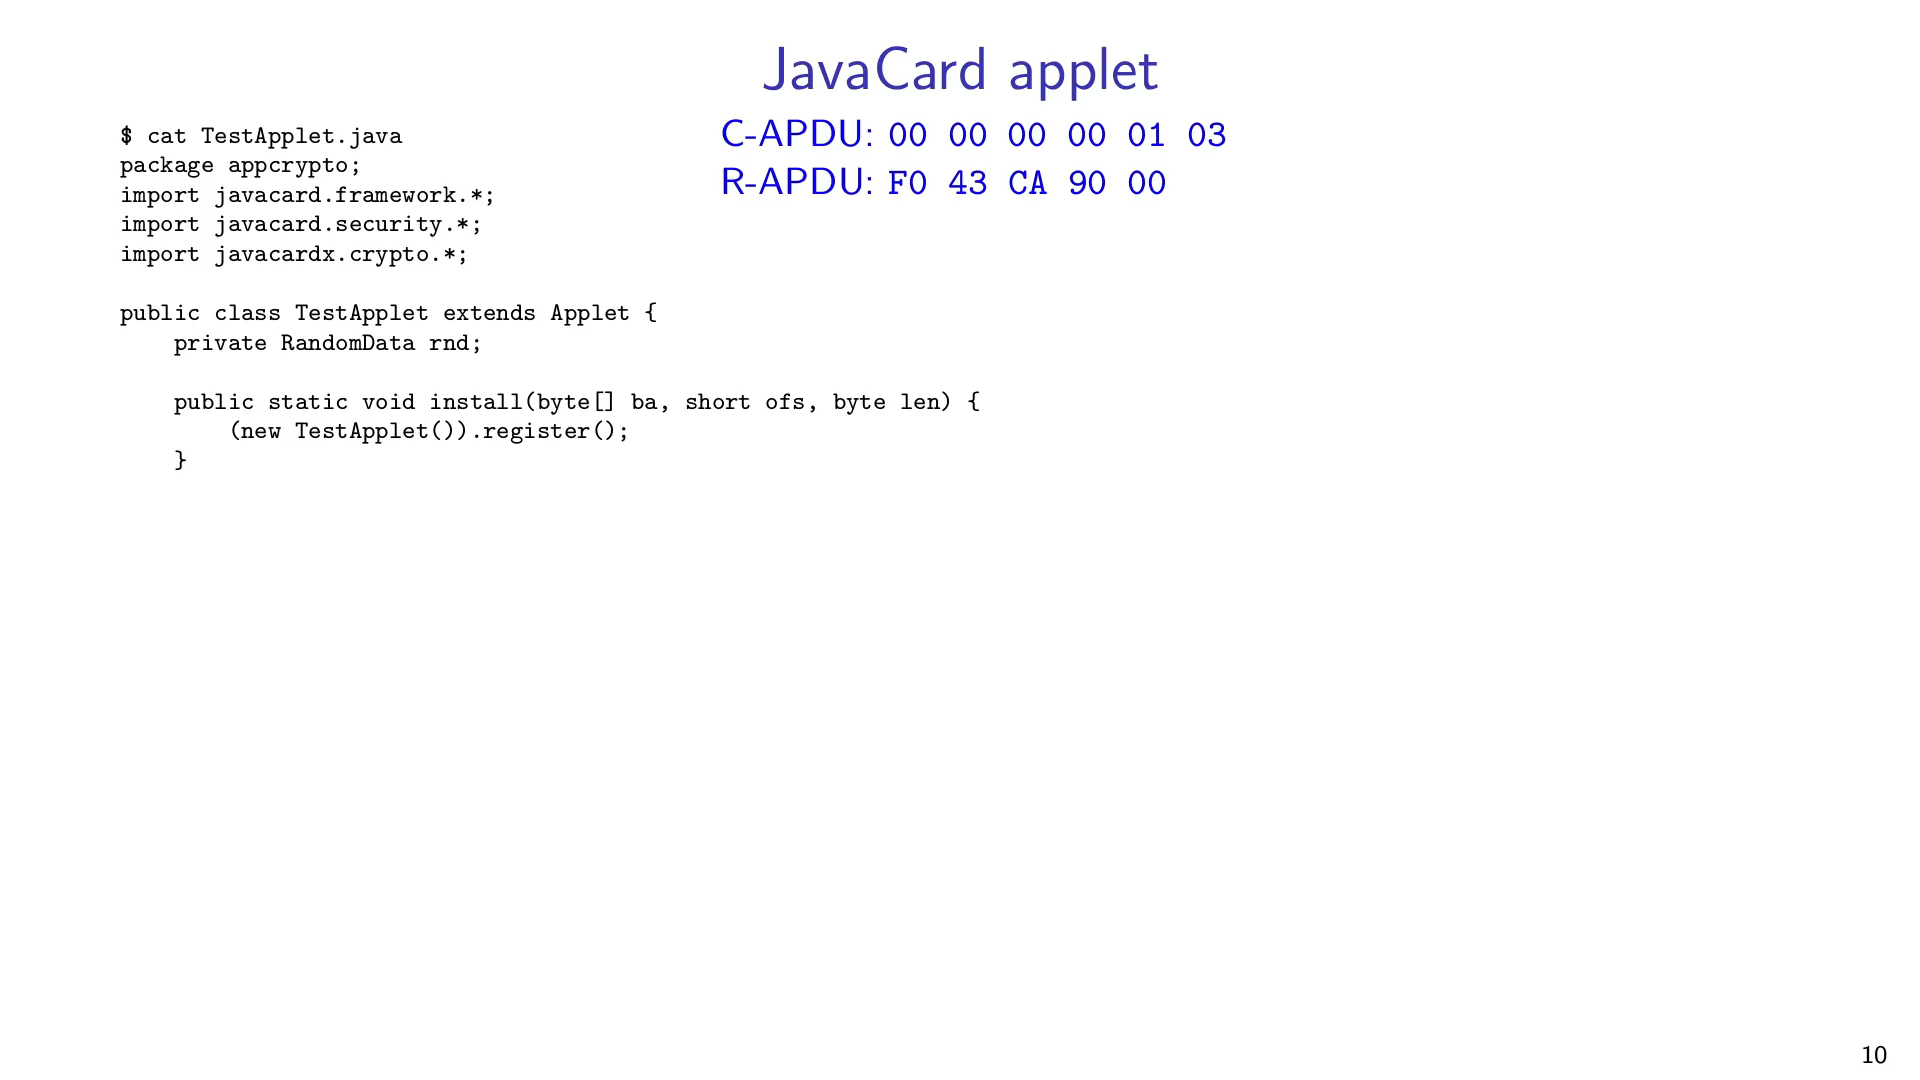 JavaCard applet
C-APDU: 00 00 00 00 01 03
R-APDU: F0 43 CA 90 00
$ cat TestApplet.java
package appcrypto;
import javacard.framework.*;
import javacard.security.*;
import javacardx.crypto.*;
public class TestApplet extends Applet {
    private RandomData rnd;
    public static void install(byte[] ba, short ofs, byte len) {
        (new TestApplet()).register();
    }
10